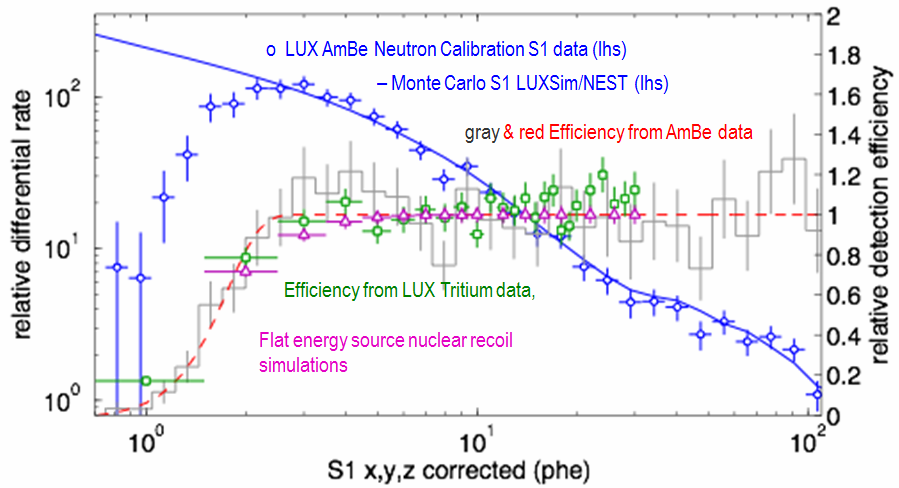 o LUX AmBe Neutron Calibration S1 data (lhs)
– Monte Carlo S1 LUXSim/NEST (lhs)
gray & red Efficiency from AmBe data
Efficiency from LUX Tritium data,
Flat energy source nuclear recoil
simulations
relative differential rate
10²
10¹
10⁰
relative detection efficiency
2
1.8
1.6
1.4
1.2
1
0.8
0.6
0.4
0.2
0
10⁰ 10¹ 10²
S1 x,y,z corrected (phe)